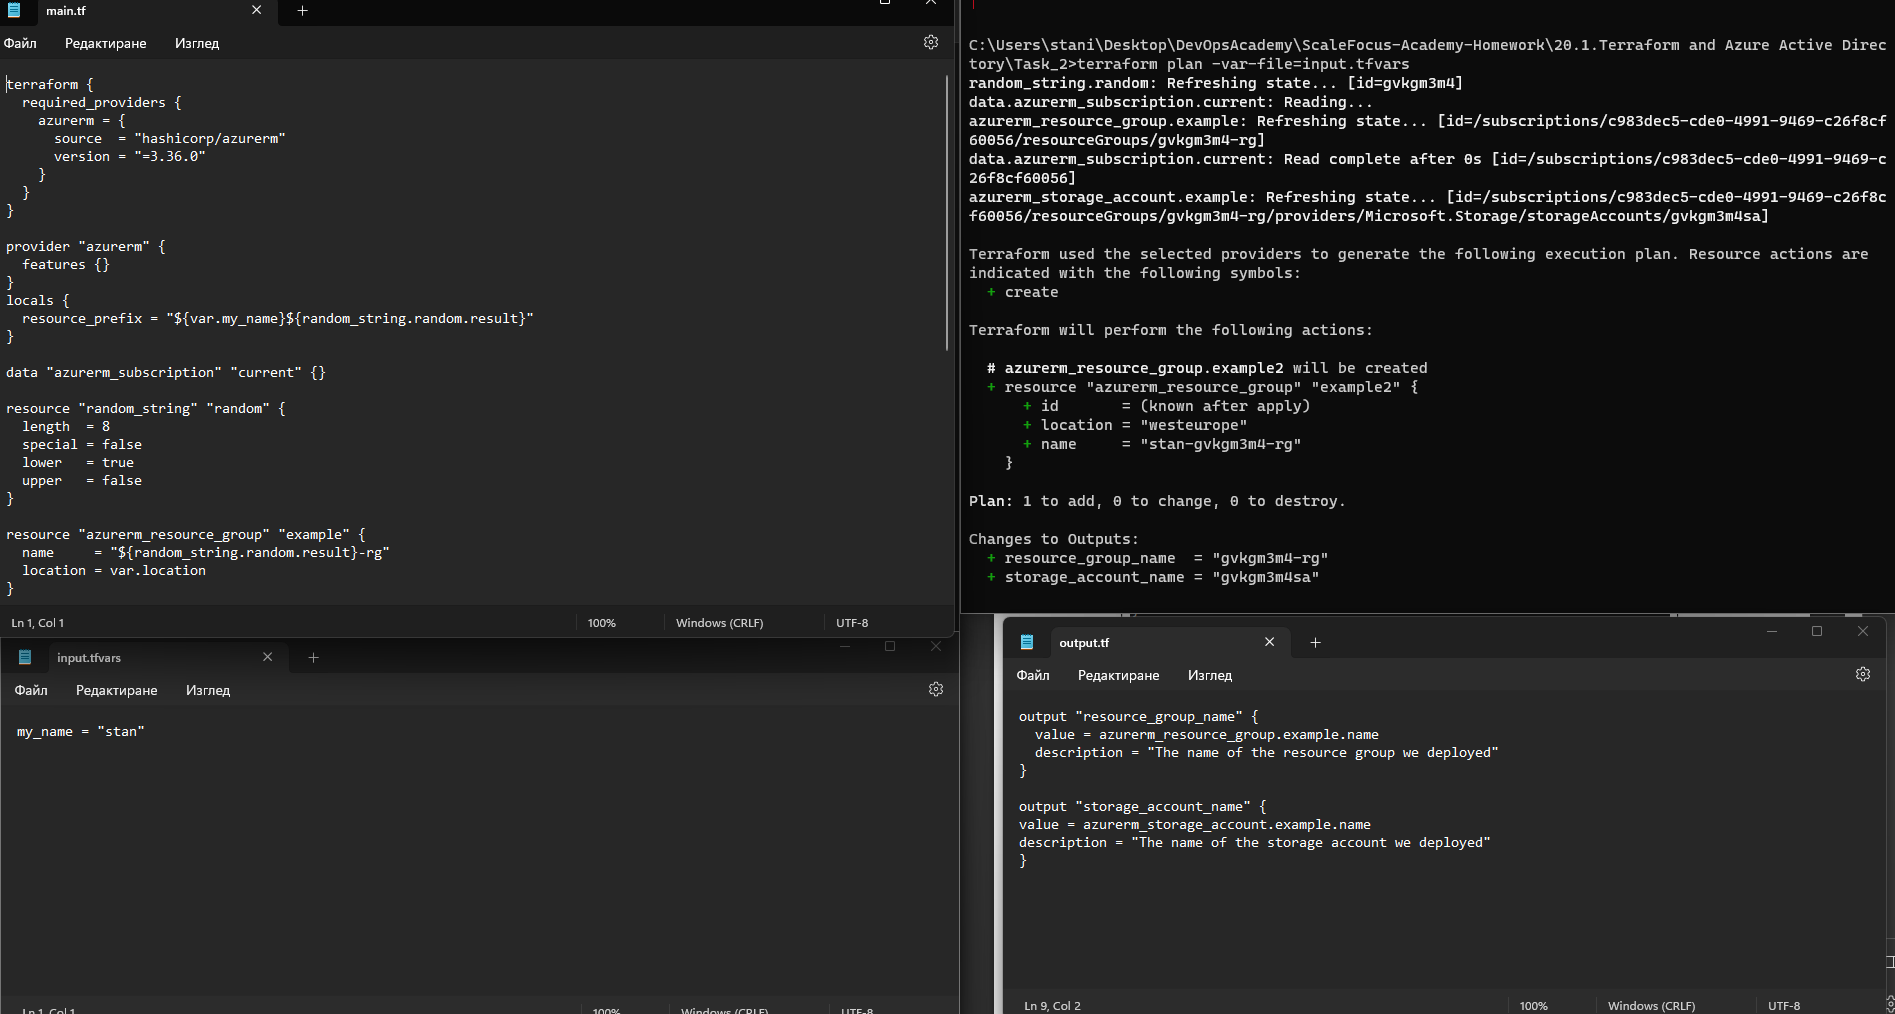 main.tf
Файл Редактиране Изглед
terraform {
  required_providers {
    azurerm = {
      source  = "hashicorp/azurerm"
      version = "=3.36.0"
    }
  }
}

provider "azurerm" {
  features {}
}
locals {
  resource_prefix = "${var.my_name}${random_string.random.result}"
}

data "azurerm_subscription" "current" {}

resource "random_string" "random" {
  length  = 8
  special = false
  lower   = true
  upper   = false
}

resource "azurerm_resource_group" "example" {
  name     = "${random_string.random.result}-rg"
  location = var.location
}
Ln 1, Col 1 100% Windows (CRLF) UTF-8
C:\Users\stani\Desktop\DevOpsAcademy\ScaleFocus-Academy-Homework\20.1.Terraform and Azure Active Direc
tory\Task_2>terraform plan -var-file=input.tfvars
random_string.random: Refreshing state... [id=gvkgm3m4]
data.azurerm_subscription.current: Reading...
azurerm_resource_group.example: Refreshing state... [id=/subscriptions/c983dec5-cde0-4991-9469-c26f8cf
60056/resourceGroups/gvkgm3m4-rg]
data.azurerm_subscription.current: Read complete after 0s [id=/subscriptions/c983dec5-cde0-4991-9469-c
26f8cf60056]
azurerm_storage_account.example: Refreshing state... [id=/subscriptions/c983dec5-cde0-4991-9469-c26f8c
f60056/resourceGroups/gvkgm3m4-rg/providers/Microsoft.Storage/storageAccounts/gvkgm3m4sa]

Terraform used the selected providers to generate the following execution plan. Resource actions are
indicated with the following symbols:
  + create

Terraform will perform the following actions:

  # azurerm_resource_group.example2 will be created
  + resource "azurerm_resource_group" "example2" {
      + id       = (known after apply)
      + location = "westeurope"
      + name     = "stan-gvkgm3m4-rg"
    }

Plan: 1 to add, 0 to change, 0 to destroy.

Changes to Outputs:
  + resource_group_name  = "gvkgm3m4-rg"
  + storage_account_name = "gvkgm3m4sa"
input.tfvars
Файл Редактиране Изглед
my_name = "stan"
Ln 1, Col 1 100% Windows (CRLF) UTF-8
output.tf
Файл Редактиране Изглед
output "resource_group_name" {
  value = azurerm_resource_group.example.name
  description = "The name of the resource group we deployed"
}

output "storage_account_name" {
value = azurerm_storage_account.example.name
description = "The name of the storage account we deployed"
}
Ln 9, Col 2 100% Windows (CRLF) UTF-8